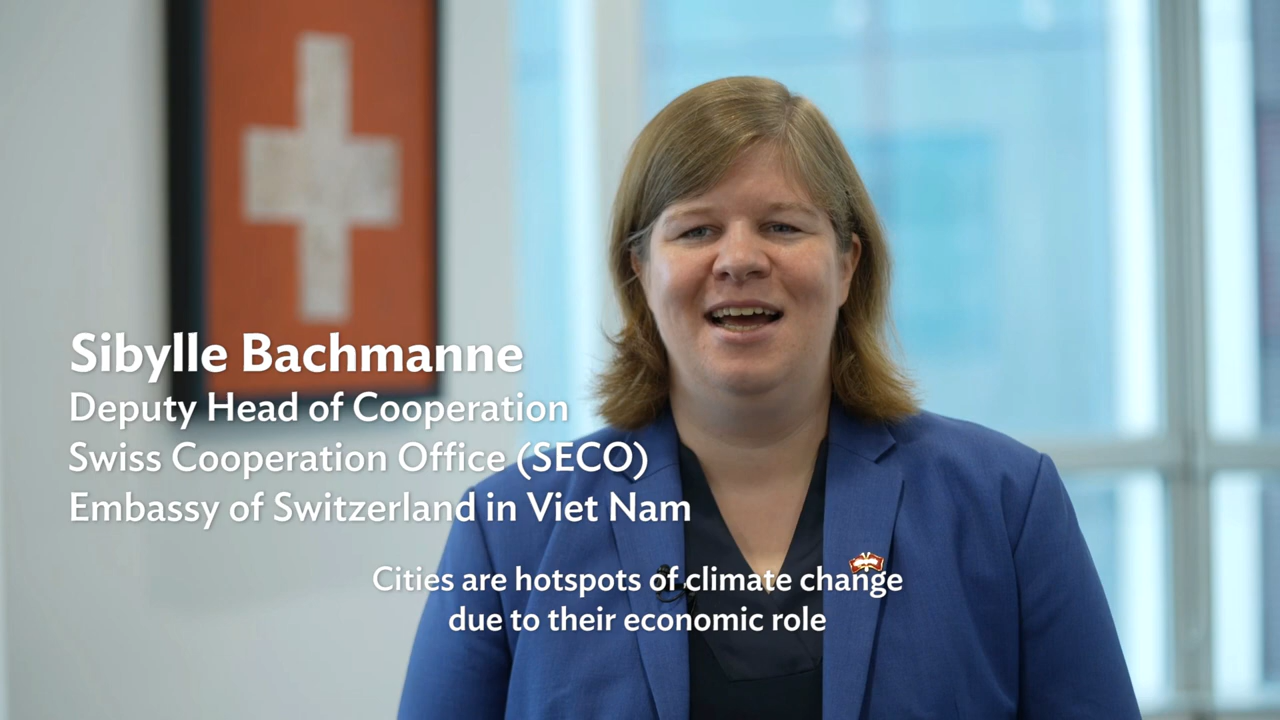 Sibylle Bachmanne
Deputy Head of Cooperation
Swiss Cooperation Office (SECO)
Embassy of Switzerland in Viet Nam
Cities are hotspots of climate change
due to their economic role